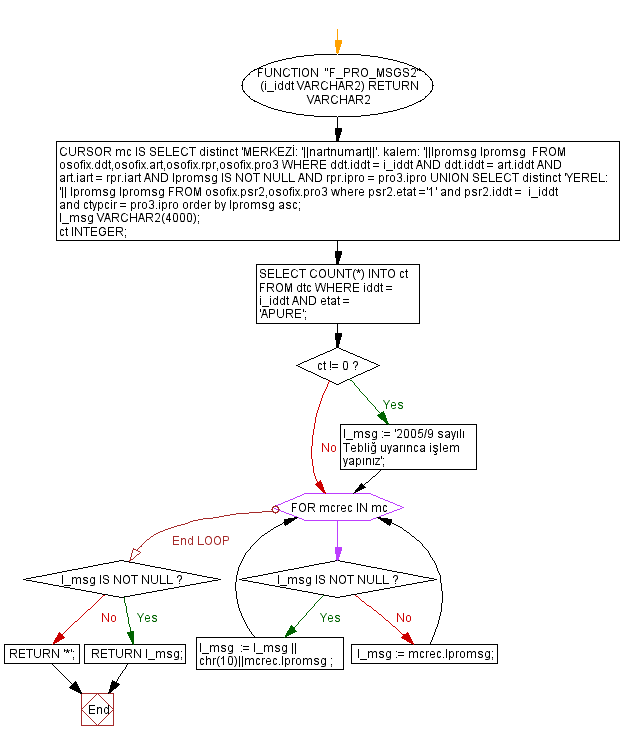 FUNCTION "F_PRO_MSGS2"
(i_iddt VARCHAR2) RETURN
VARCHAR2
CURSOR mc IS SELECT distinct 'MERKEZİ: '||nartnumart||'. kalem: '||lpromsg lpromsg FROM
osofix.ddt,osofix.art,osofix.rpr,osofix.pro3 WHERE ddt.iddt = i_iddt AND ddt.iddt = art.iddt AND
art.iart = rpr.iart AND lpromsg IS NOT NULL AND rpr.ipro = pro3.ipro UNION SELECT distinct 'YEREL:
'|| lpromsg lpromsg FROM osofix.psr2,osofix.pro3 where psr2.etat ='1' and psr2.iddt = i_iddt
and ctypcir = pro3.ipro order by lpromsg asc;
l_msg VARCHAR2(4000);
ct INTEGER;
SELECT COUNT(*) INTO ct
FROM dtc WHERE iddt =
i_iddt AND etat =
'APURE';
ct != 0 ?
Yes
No
l_msg := '2005/9 sayılı
Tebliğ uyarınca işlem
yapınız';
FOR mcrec IN mc
End LOOP
l_msg IS NOT NULL ?
l_msg IS NOT NULL ?
No
Yes
Yes
No
RETURN '*';
RETURN l_msg;
l_msg := l_msg ||
chr(10)||mcrec.lpromsg ;
l_msg := mcrec.lpromsg;
End